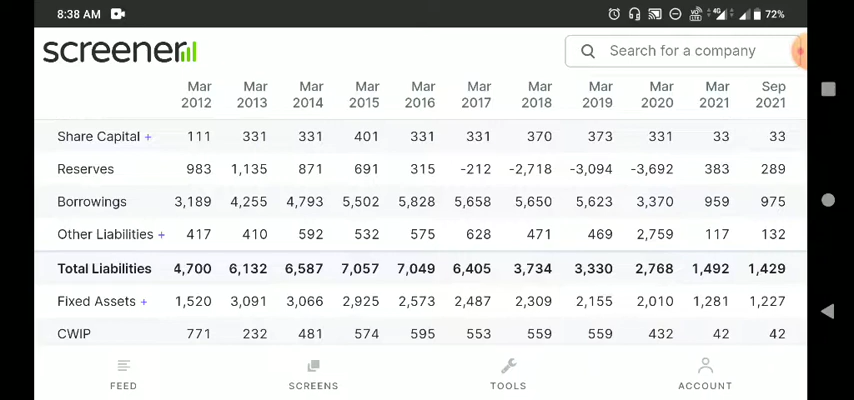 8:38 AM VO) LTE 4G 72%
screener Search for a company
Mar 2012 Mar 2013 Mar 2014 Mar 2015 Mar 2016 Mar 2017 Mar 2018 Mar 2019 Mar 2020 Mar 2021 Sep 2021
Share Capital + 111 331 331 401 331 331 370 373 331 33 33
Reserves 983 1,135 871 691 315 -212 -2,718 -3,094 -3,692 383 289
Borrowings 3,189 4,255 4,793 5,502 5,828 5,658 5,650 5,623 3,370 959 975
Other Liabilities + 417 410 592 532 575 628 471 469 2,759 117 132
Total Liabilities 4,700 6,132 6,587 7,057 7,049 6,405 3,734 3,330 2,768 1,492 1,429
Fixed Assets + 1,520 3,091 3,066 2,925 2,573 2,487 2,309 2,155 2,010 1,281 1,227
CWIP 771 232 481 574 595 553 559 559 432 42 42
FEED SCREENS TOOLS ACCOUNT